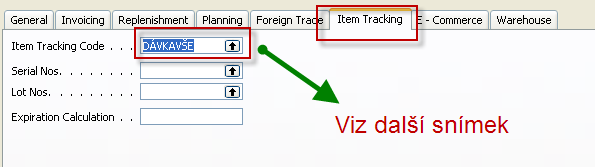 General Invoicing Replenishment Planning Foreign Trade Item Tracking E - Commerce Warehouse
Item Tracking Code . . . DÁVKAVŠE
Serial Nos. . . . . . . . .
Lot Nos. . . . . . . . . .
Expiration Calculation . . .
Viz další snímek